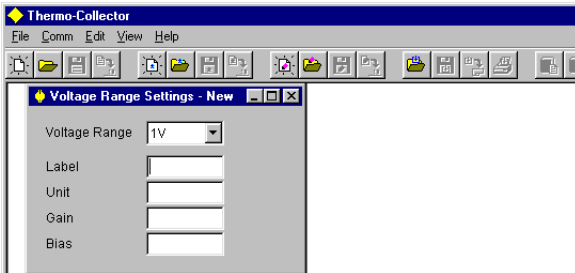 Thermo-Collector
File Comm Edit View Help
Voltage Range Settings - New
Voltage Range 1V
Label
Unit
Gain
Bias